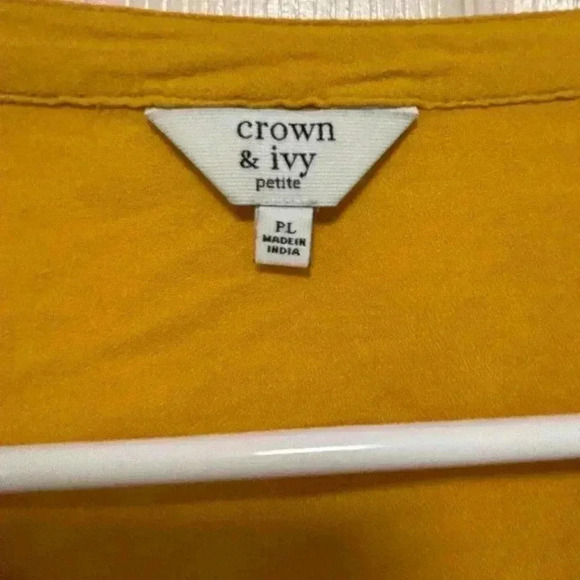 crown
& ivy
petite
PL
MADE IN
INDIA